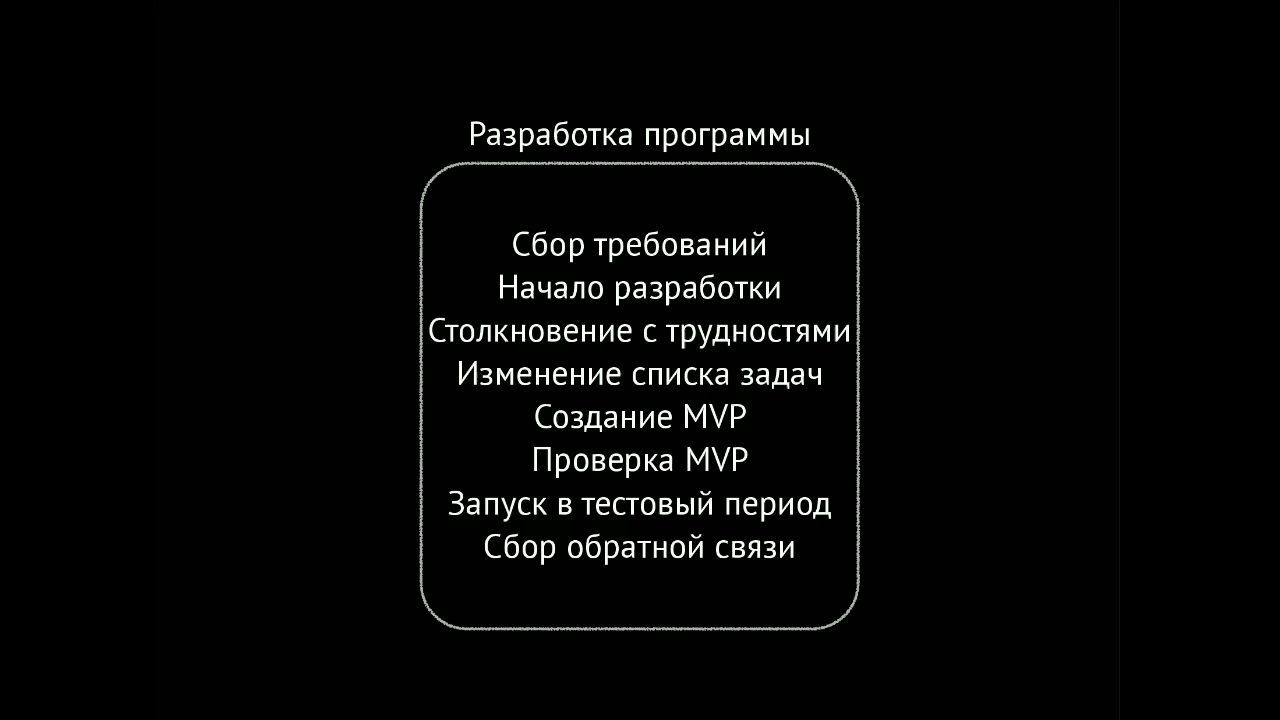 Разработка программы
Сбор требований
Начало разработки
Столкновение с трудностями
Изменение списка задач
Создание MVP
Проверка MVP
Запуск в тестовый период
Сбор обратной связи